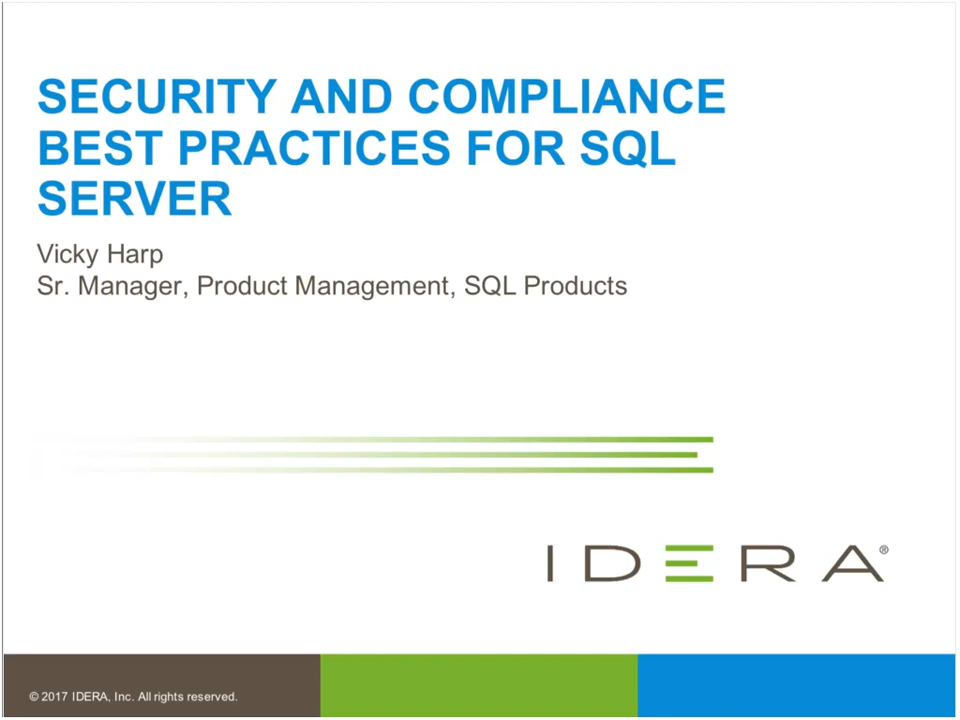 SECURITY AND COMPLIANCE
BEST PRACTICES FOR SQL
SERVER
Vicky Harp
Sr. Manager, Product Management, SQL Products
IDERA®
© 2017 IDERA, Inc. All rights reserved.